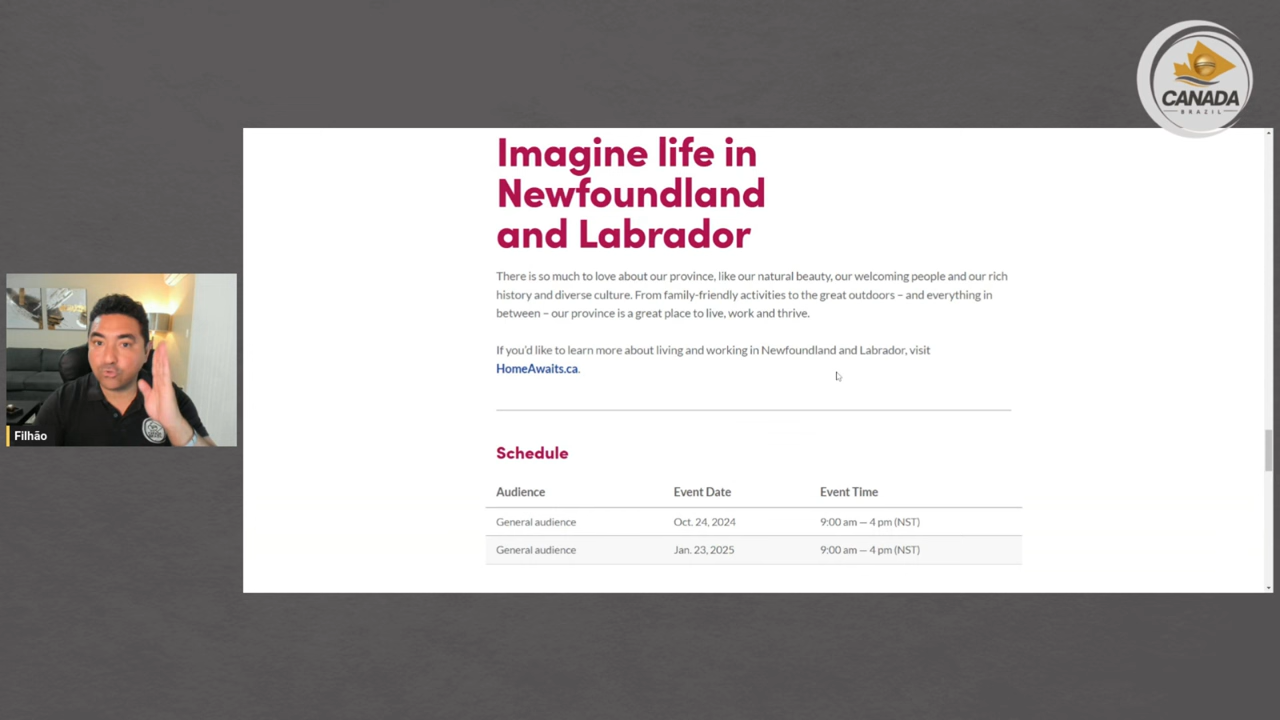 CANADA
BRAZIL
Imagine life in
Newfoundland
and Labrador
There is so much to love about our province, like our natural beauty, our welcoming people and our rich
history and diverse culture. From family-friendly activities to the great outdoors – and everything in
between – our province is a great place to live, work and thrive.
If you'd like to learn more about living and working in Newfoundland and Labrador, visit
HomeAwaits.ca.
Filhão
Schedule
Audience Event Date Event Time
General audience Oct. 24, 2024 9:00 am — 4 pm (NST)
General audience Jan. 23, 2025 9:00 am — 4 pm (NST)